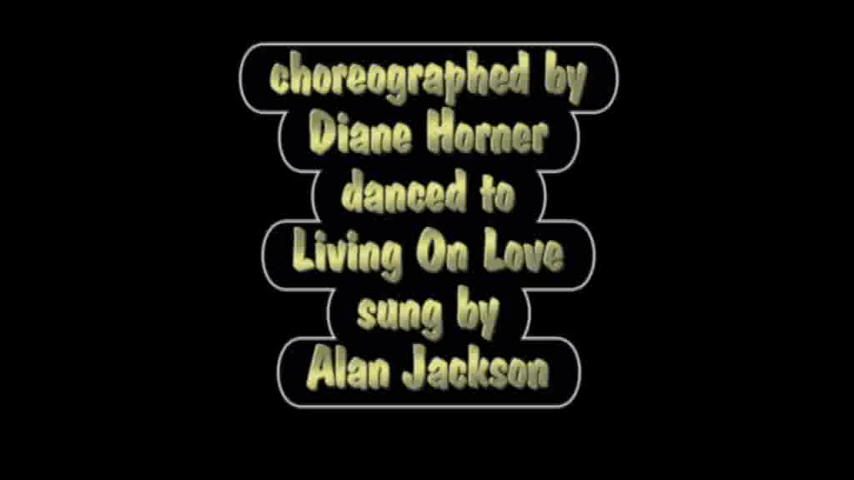 choreographed by
Diane Horner
danced to
Living On Love
sung by
Alan Jackson